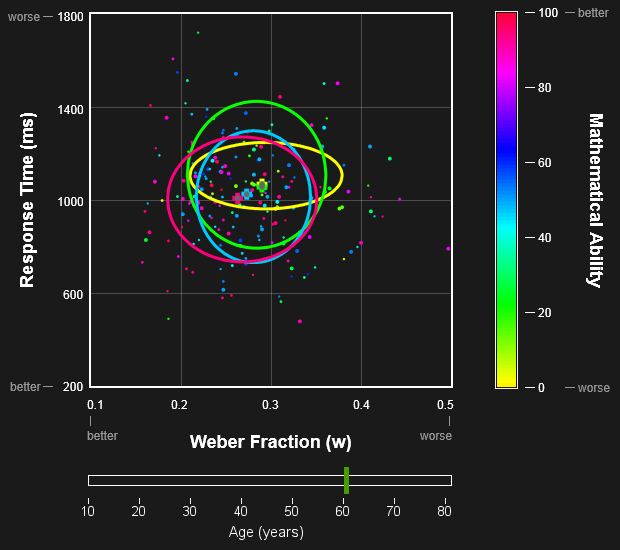 worse
1800
1400
1000
600
better
200
Response Time (ms)
0.1
0.2
0.3
0.4
0.5
better
worse
Weber Fraction (w)
100
better
80
60
40
20
0
worse
Mathematical Ability
10
20
30
40
50
60
70
80
Age (years)